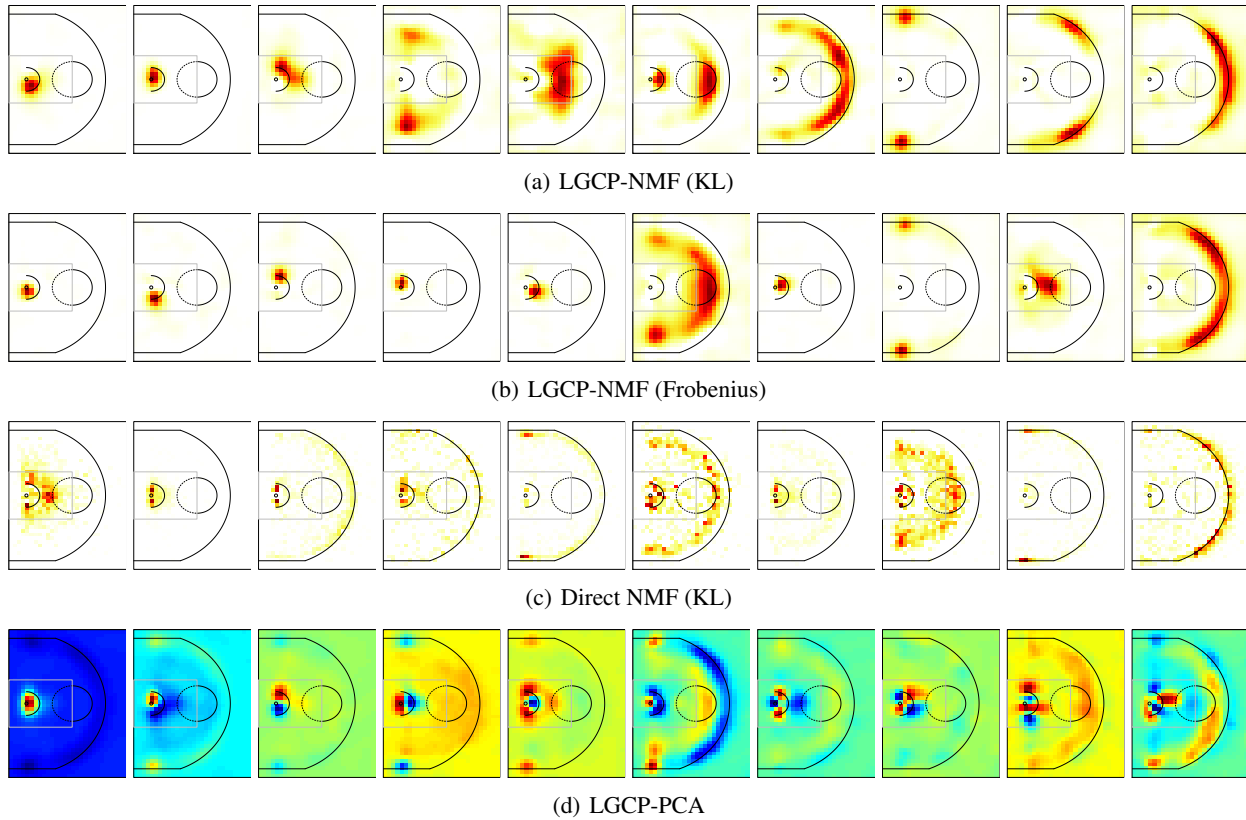 (a) LGCP-NMF (KL)
(b) LGCP-NMF (Frobenius)
(c) Direct NMF (KL)
(d) LGCP-PCA